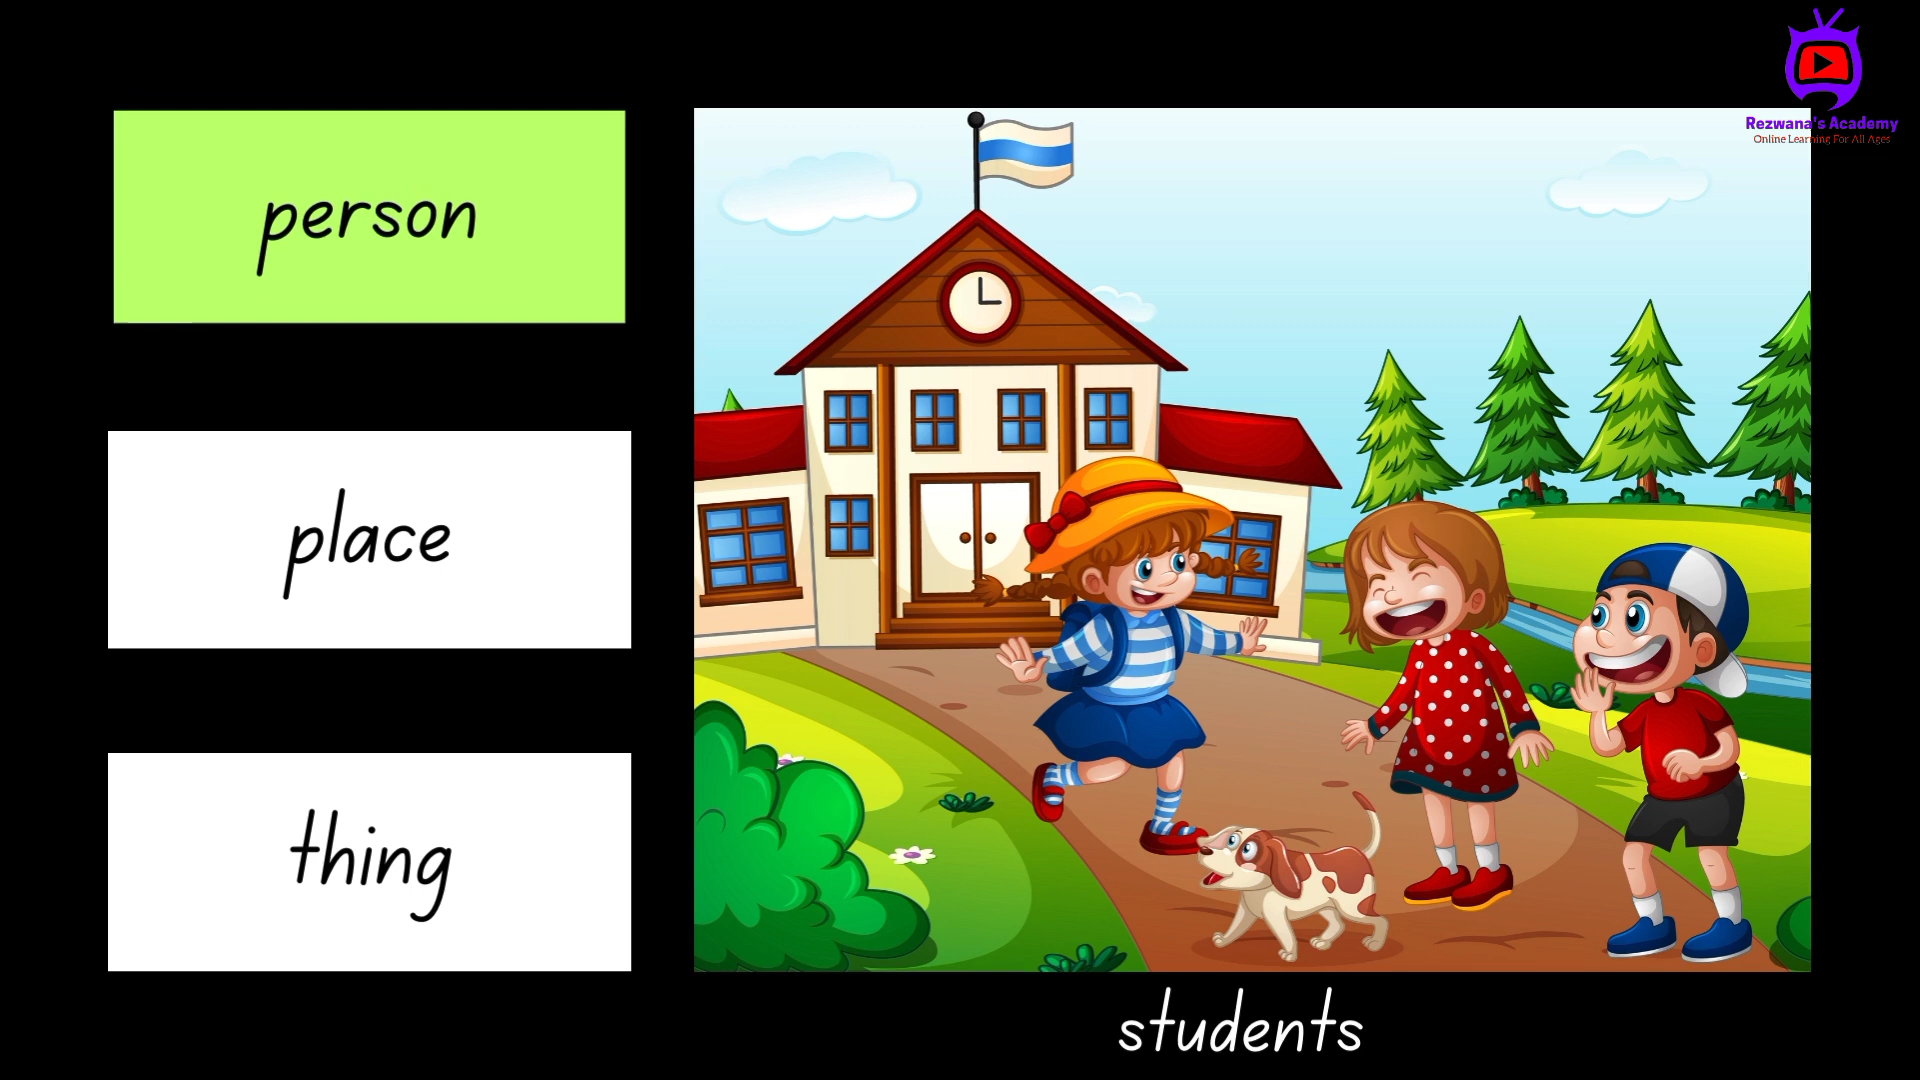 Rezwana's Academy
Online Learning For All Ages
person
place
thing
students